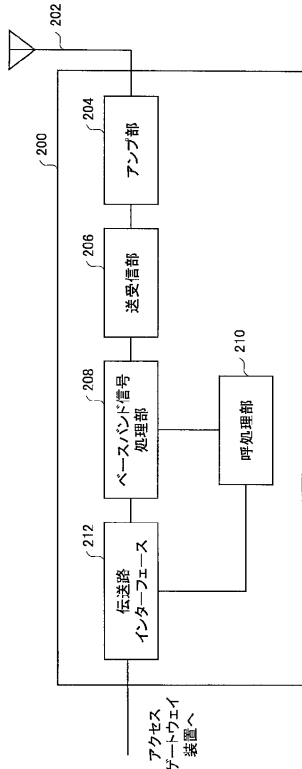 202
200
204
アンプ部
206
送受信部
208
ベースバンド信号
処理部
210
呼処理部
212
伝送路
インターフェース
アクセス
ゲートウェイ
装置へ